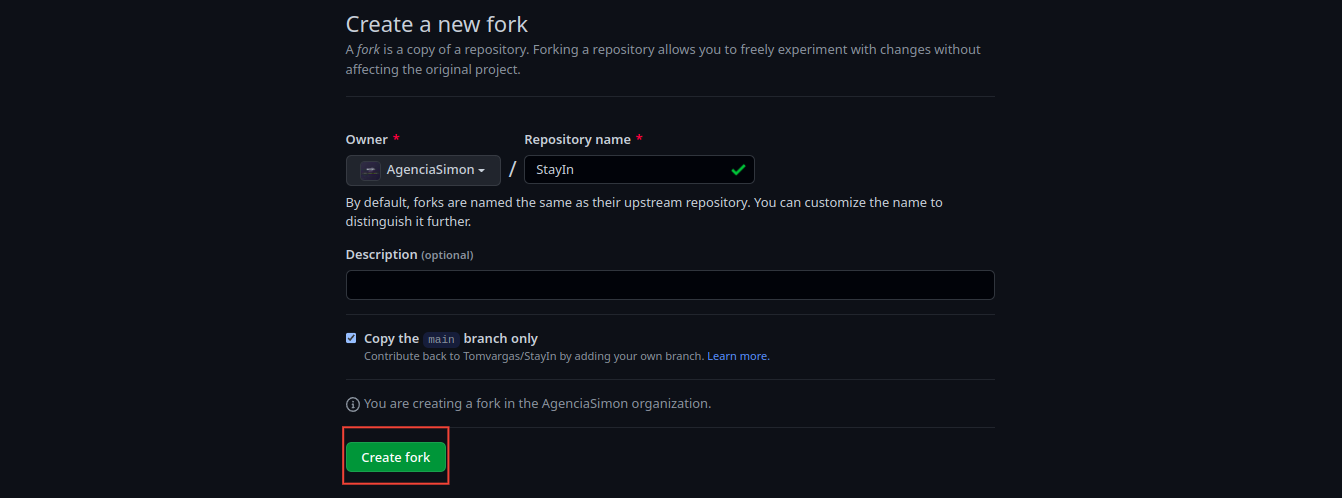 Create a new fork
A fork is a copy of a repository. Forking a repository allows you to freely experiment with changes without
affecting the original project.
Owner * Repository name *
AgenciaSimon / StayIn
By default, forks are named the same as their upstream repository. You can customize the name to
distinguish it further.
Description (optional)
Copy the main branch only
Contribute back to Tomvargas/StayIn by adding your own branch. Learn more.
You are creating a fork in the AgenciaSimon organization.
Create fork